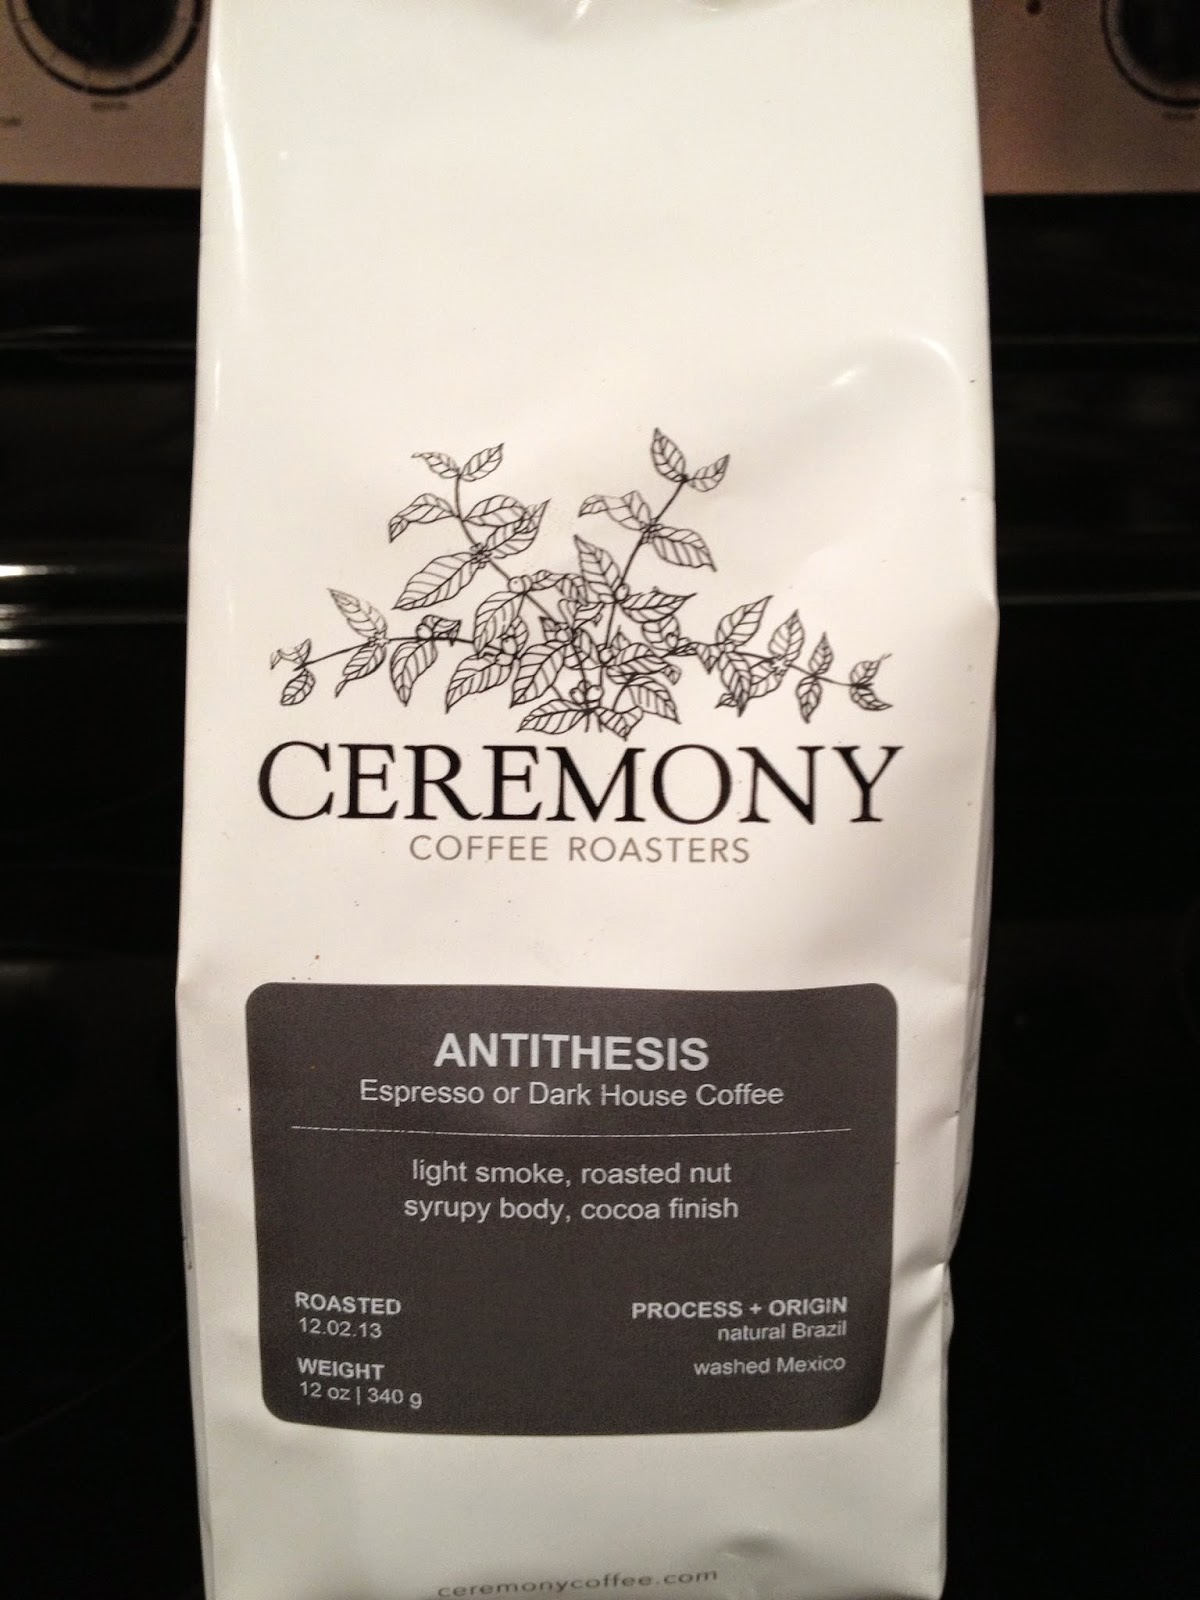 CEREMONY
COFFEE ROASTERS
ANTITHESIS
Espresso or Dark House Coffee
light smoke, roasted nut
syrupy body, cocoa finish
ROASTED
12.02.13
WEIGHT
12 oz | 340 g
PROCESS + ORIGIN
natural Brazil
washed Mexico
ceremonycoffee.com